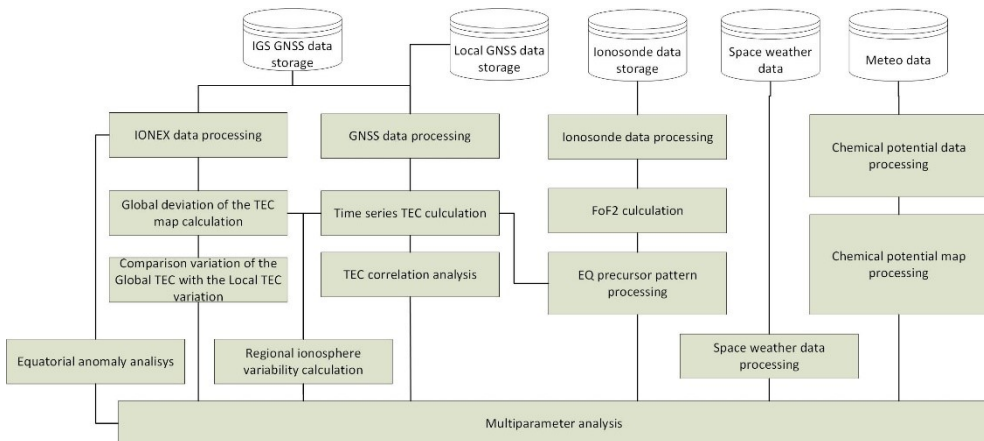 IGS GNSS data
storage
Local GNSS data
storage
Ionosonde data
storage
Space weather
data
Meteo data
IONEX data processing
GNSS data processing
Ionosonde data processing
Chemical potential data
processing
Global deviation of the TEC
map calculation
Time series TEC culculation
FoF2 culculation
Chemical potential map
processing
Comparison variation of the
Global TEC with the Local TEC
variation
TEC correlation analysis
EQ precursor pattern
processing
Equatorial anomaly analisys
Regional ionosphere
variability calculation
Space weather data
processing
Multiparameter analysis